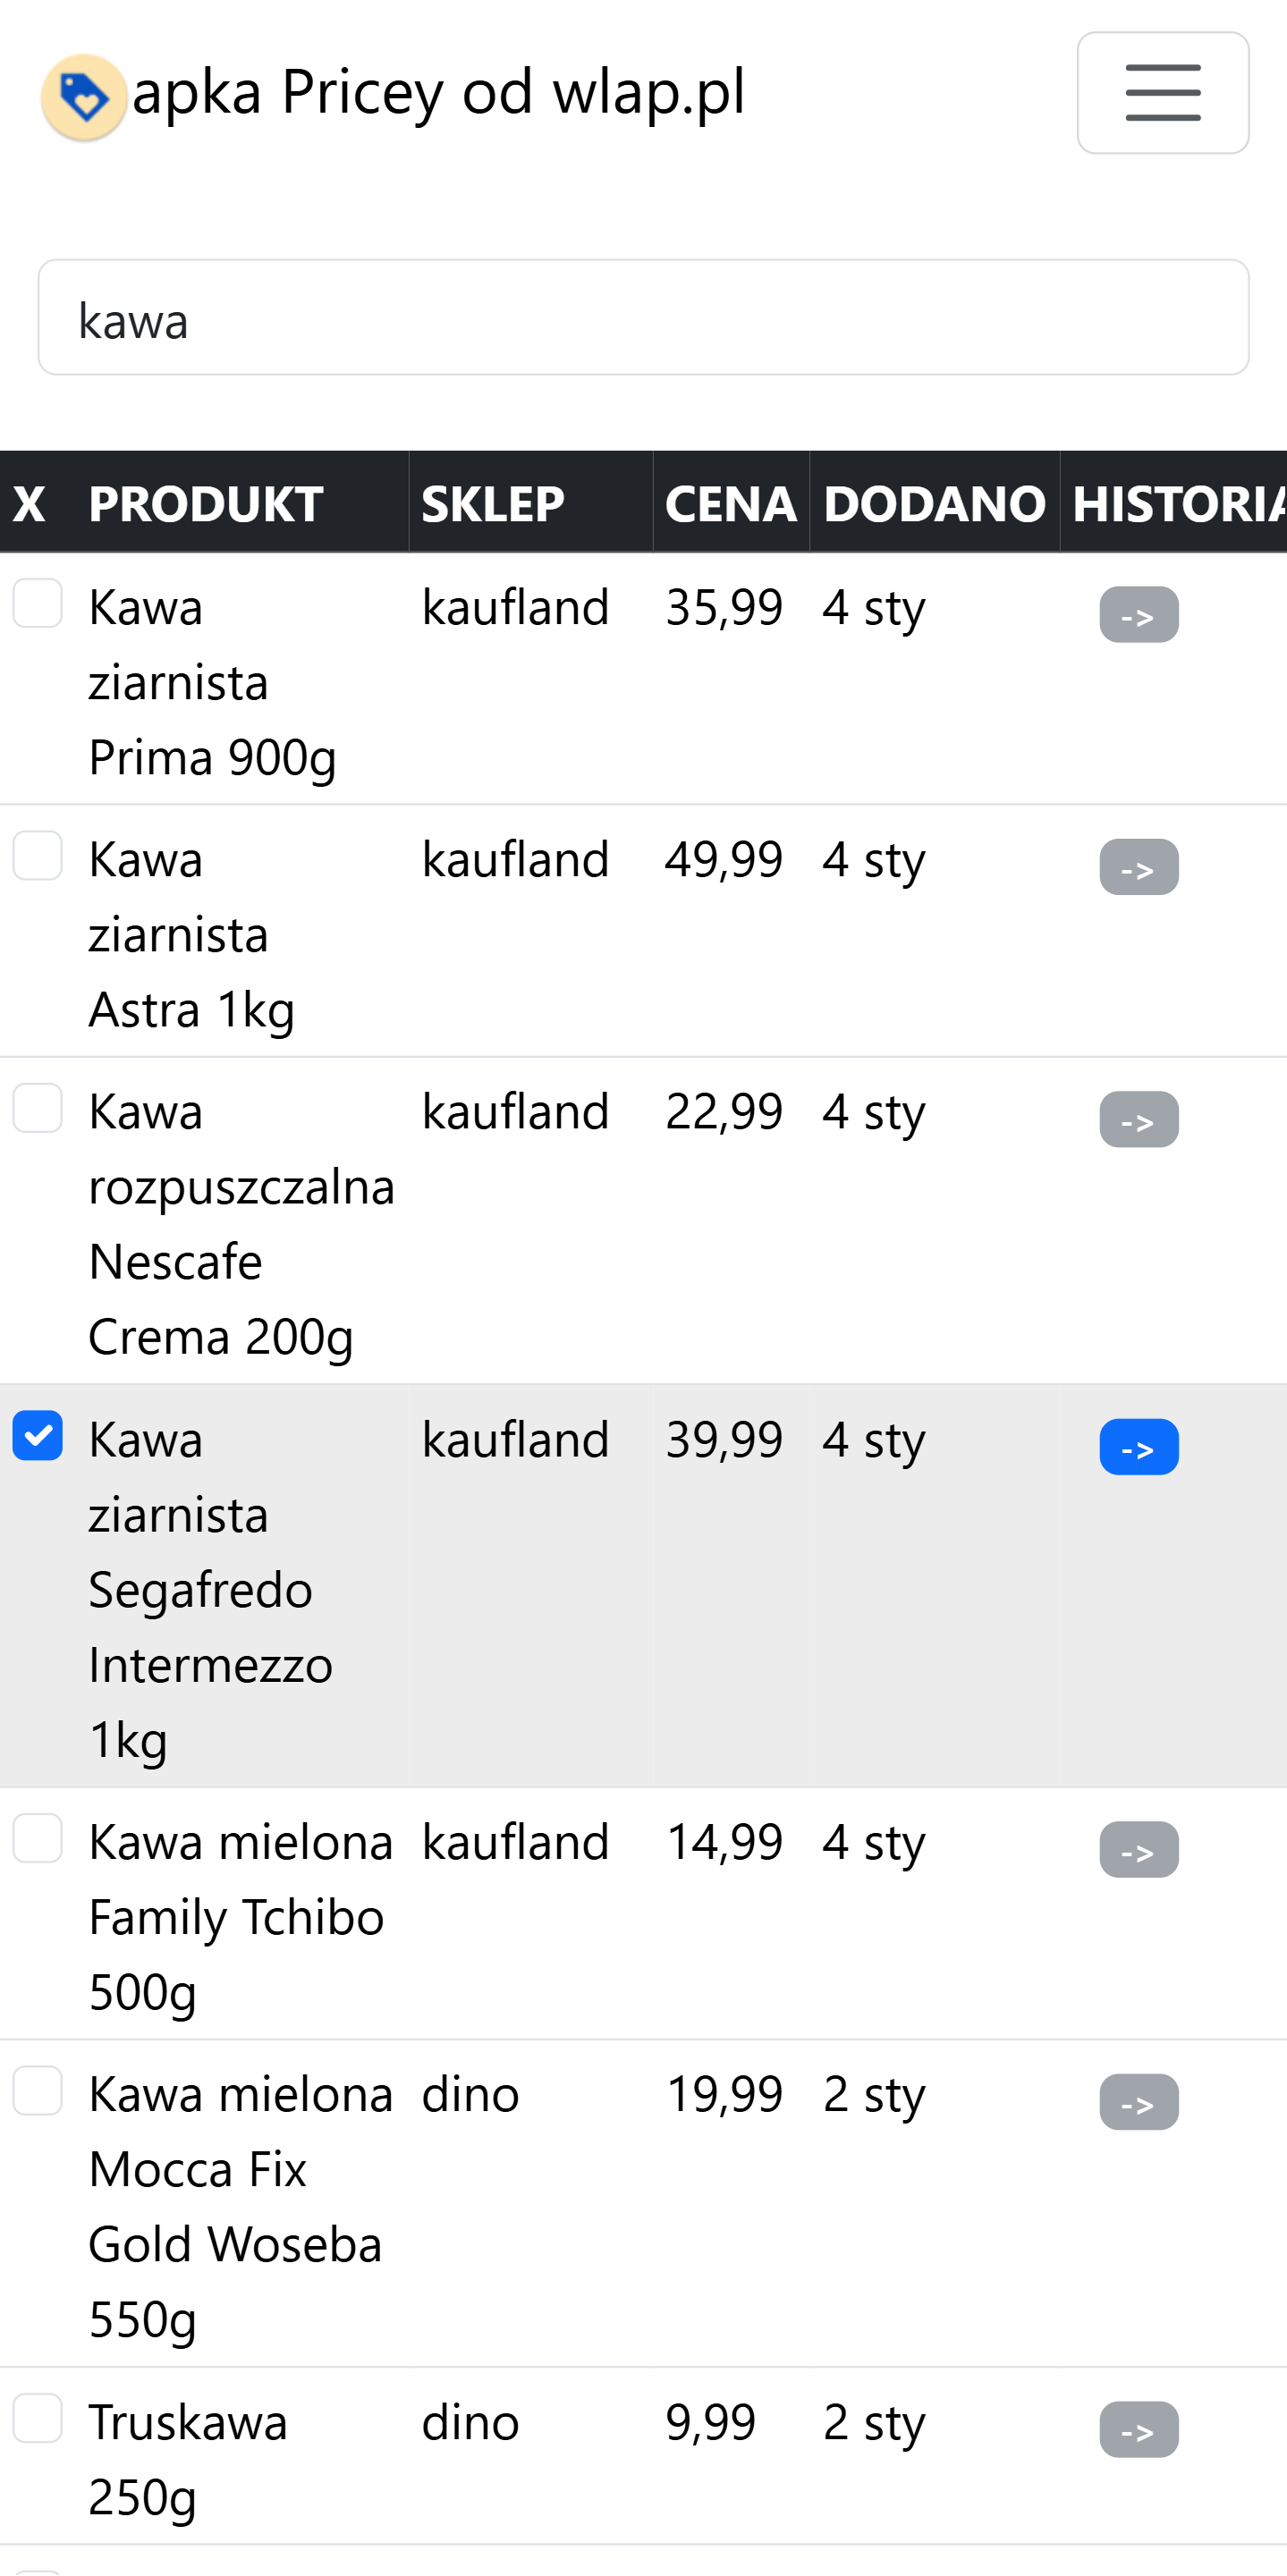 apka Pricey od wlap.pl
kawa
X PRODUKT SKLEP CENA DODANO HISTORIA
Kawa kaufland 35,99 4 sty ->
ziarnista
Prima 900g
Kawa kaufland 49,99 4 sty ->
ziarnista
Astra 1kg
Kawa kaufland 22,99 4 sty ->
rozpuszczalna
Nescafe
Crema 200g
Kawa kaufland 39,99 4 sty ->
ziarnista
Segafredo
Intermezzo
1kg
Kawa mielona kaufland 14,99 4 sty ->
Family Tchibo
500g
Kawa mielona dino 19,99 2 sty ->
Mocca Fix
Gold Woseba
550g
Truskawa dino 9,99 2 sty ->
250g